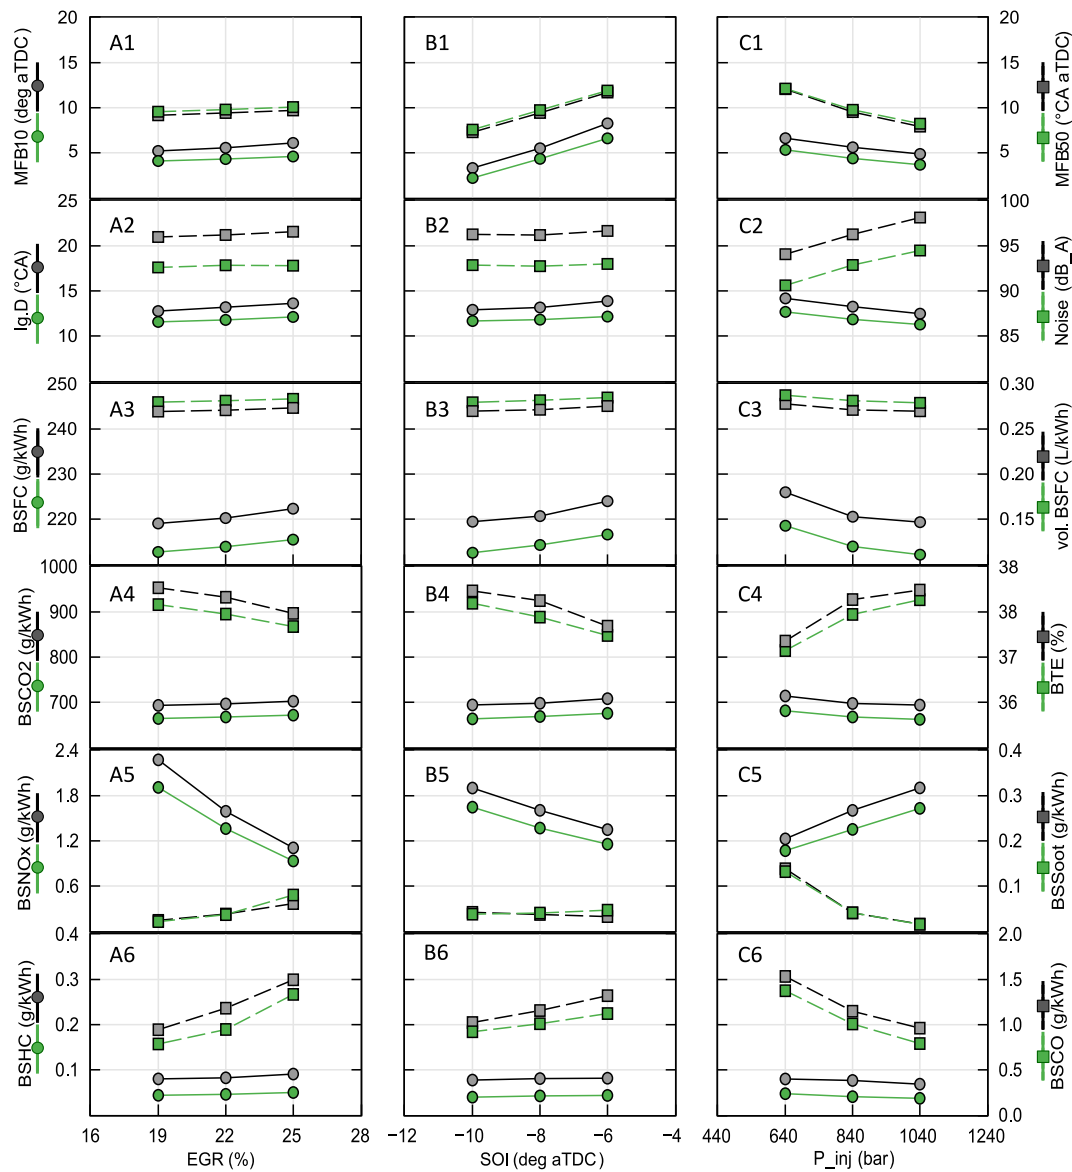 20
15
10
5
MFB10 (deg aTDC)
A1
B1
C1
20
15
10
5
MFB50 (°CA aTDC)
25
20
15
10
Ig.D (°CA)
A2
B2
C2
100
95
90
85
Noise (dB_A)
250
240
230
220
BSFC (g/kWh)
A3
B3
C3
0.30
0.25
0.20
0.15
vol. BSFC (L/kWh)
1000
900
800
700
BSCO2 (g/kWh)
A4
B4
C4
38
38
37
36
BTE (%)
2.4
1.8
1.2
0.6
BSNOx (g/kWh)
A5
B5
C5
0.4
0.3
0.2
0.1
BSSoot (g/kWh)
0.4
0.3
0.2
0.1
BSHC (g/kWh)
A6
B6
C6
2.0
1.5
1.0
0.5
0.0
BSCO (g/kWh)
16 19 22 25 28
−12 −10 −8 −6 −4
440 640 840 1040 1240
EGR (%)
SOI (deg aTDC)
P_inj (bar)